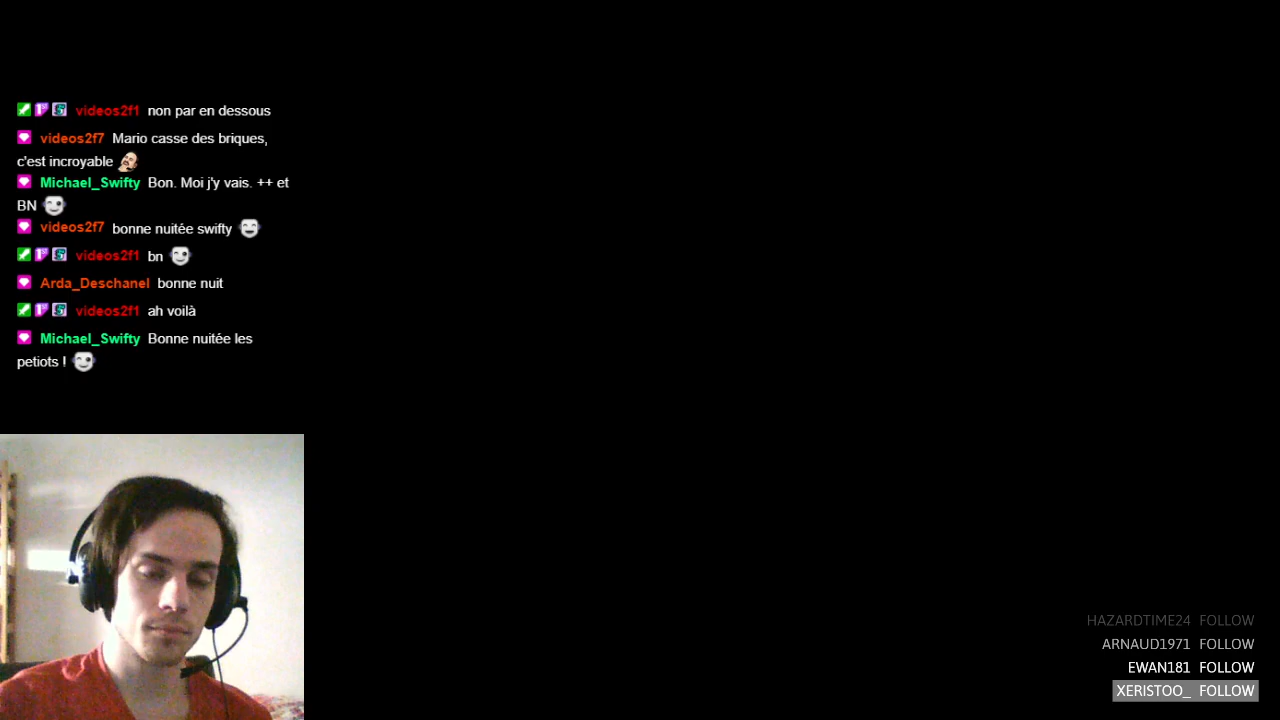 videos2f1 non par en dessous
videos2f7 Mario casse des briques,
c'est incroyable
Michael_Swifty Bon. Moi j'y vais. ++ et
BN
videos2f7 bonne nuitée swifty
videos2f1 bn
Arda_Deschanel bonne nuit
videos2f1 ah voilà
Michael_Swifty Bonne nuitée les
petiots !
HAZARDTIME24 FOLLOW
ARNAUD1971 FOLLOW
EWAN181 FOLLOW
XERISTOO_ FOLLOW